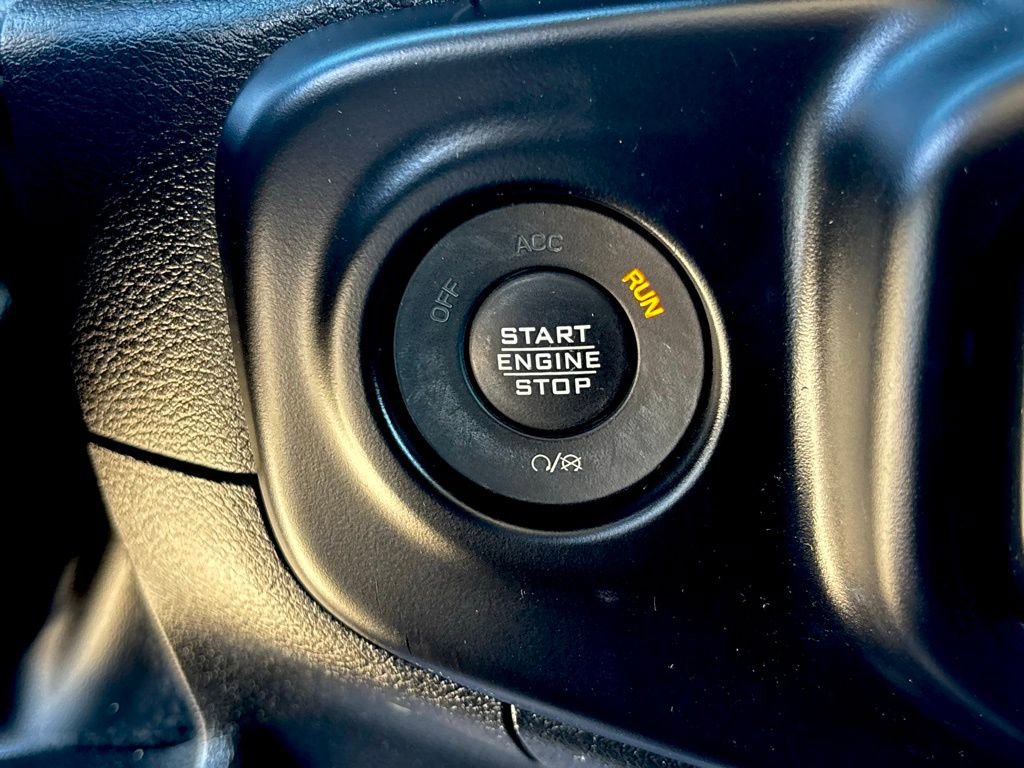 OFF
ACC
RUN
START
ENGINE
STOP